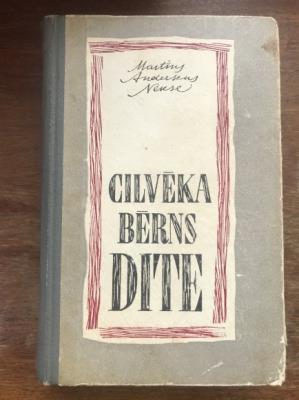 Martins
Andersens
Nekse
CILVĒKA
BĒRNS
DITE